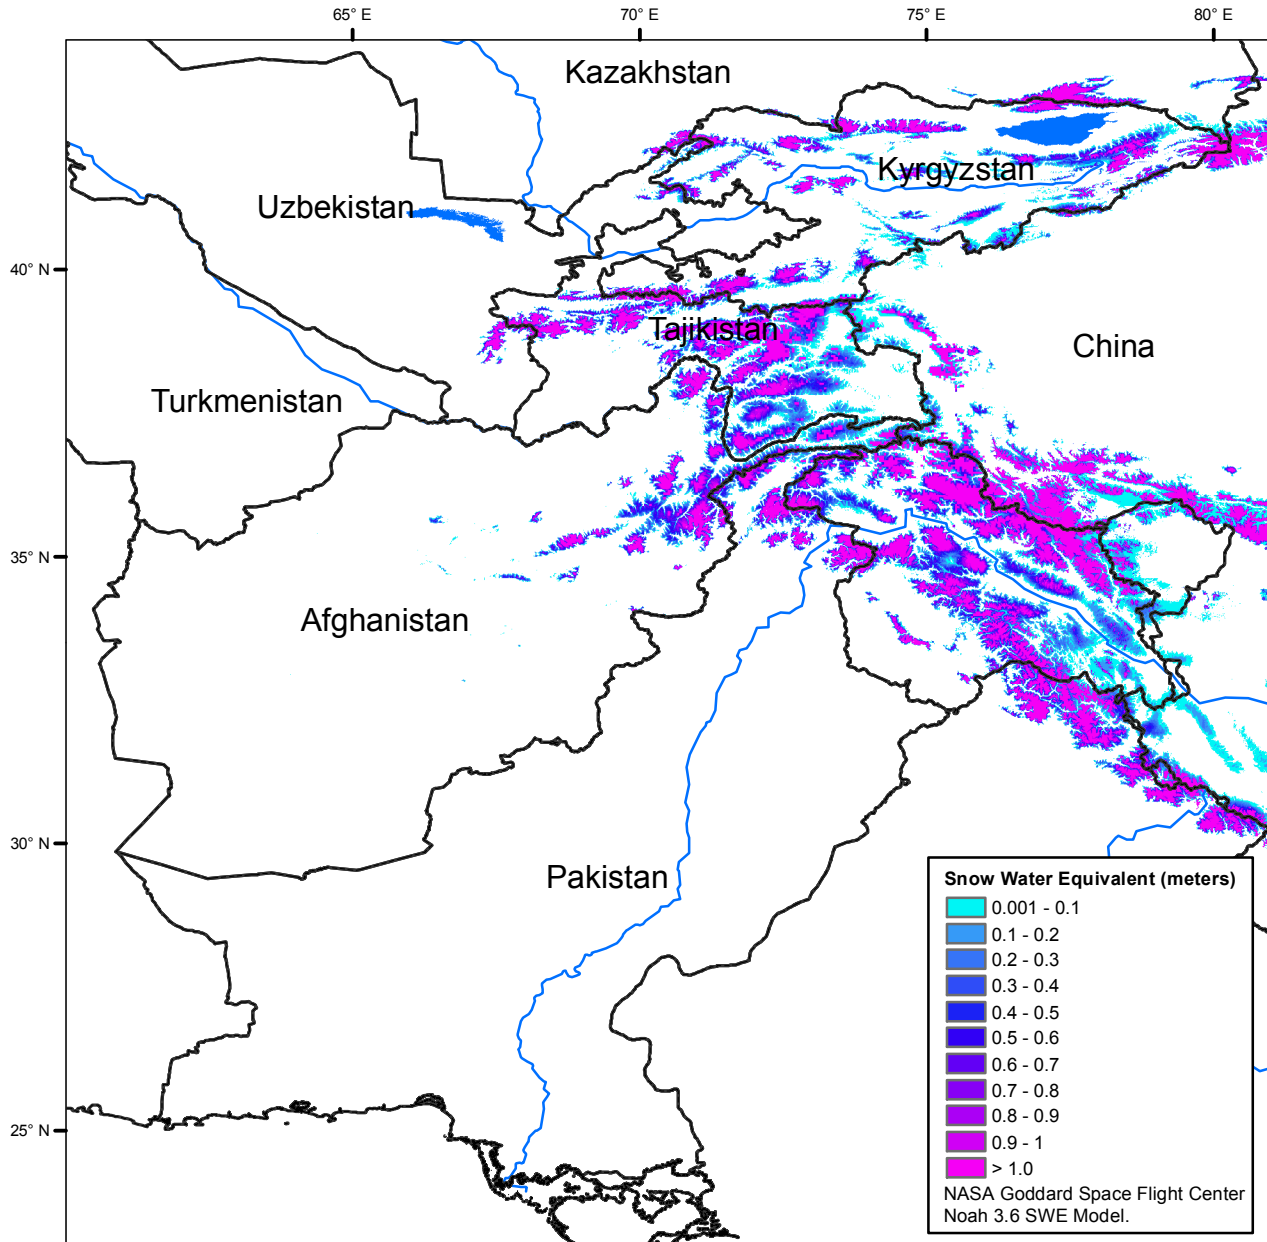 65° E
70° E
75° E
80° E
Kazakhstan
Kyrgyzstan
Uzbekistan
40° N
Tajikistan
China
Turkmenistan
35° N
Afghanistan
30° N
Pakistan
25° N
Snow Water Equivalent (meters)
0.001 - 0.1
0.1 - 0.2
0.2 - 0.3
0.3 - 0.4
0.4 - 0.5
0.5 - 0.6
0.6 - 0.7
0.7 - 0.8
0.8 - 0.9
0.9 - 1
> 1.0
NASA Goddard Space Flight Center
Noah 3.6 SWE Model.